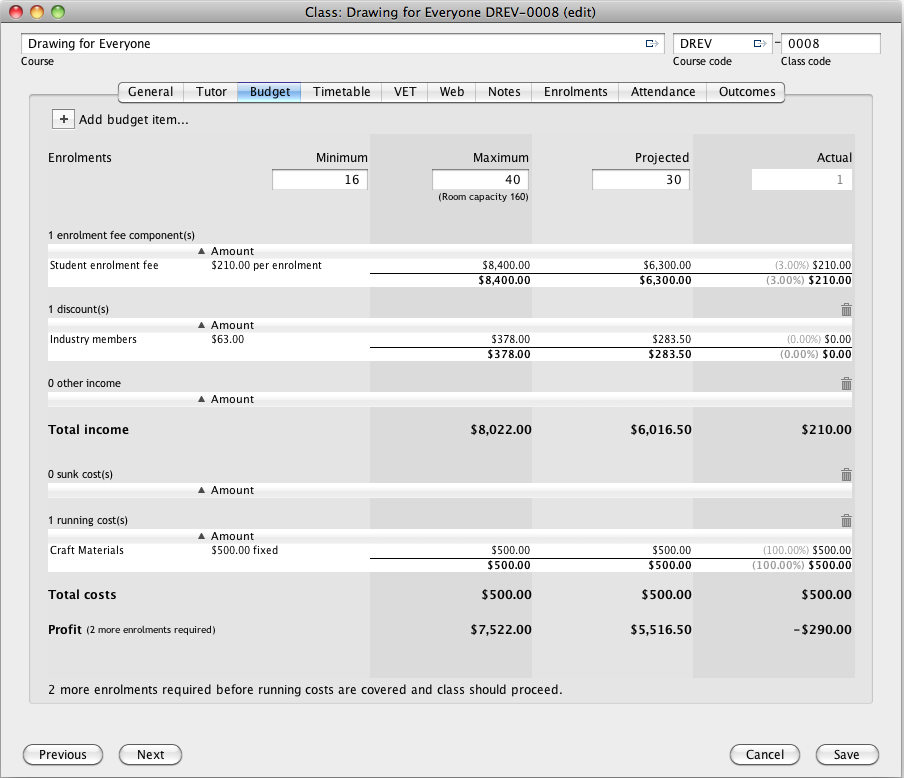 Class: Drawing for Everyone DREV-0008 (edit)
Drawing for Everyone DREV - 0008
Course Course code Class code
General Tutor Budget Timetable VET Web Notes Enrolments Attendance Outcomes
+ Add budget item...
Enrolments Minimum Maximum Projected Actual
16 40 30 1
(Room capacity 160)
1 enrolment fee component(s)
▲ Amount
Student enrolment fee $210.00 per enrolment $8,400.00 $6,300.00 (3.00%) $210.00
$8,400.00 $6,300.00 (3.00%) $210.00
1 discount(s)
▲ Amount
Industry members $63.00 $378.00 $283.50 (0.00%) $0.00
$378.00 $283.50 (0.00%) $0.00
0 other income
▲ Amount
Total income $8,022.00 $6,016.50 $210.00
0 sunk cost(s)
▲ Amount
1 running cost(s)
▲ Amount
Craft Materials $500.00 fixed $500.00 $500.00 (100.00%) $500.00
$500.00 $500.00 (100.00%) $500.00
Total costs $500.00 $500.00 $500.00
Profit (2 more enrolments required) $7,522.00 $5,516.50 -$290.00
2 more enrolments required before running costs are covered and class should proceed.
Previous Next Cancel Save